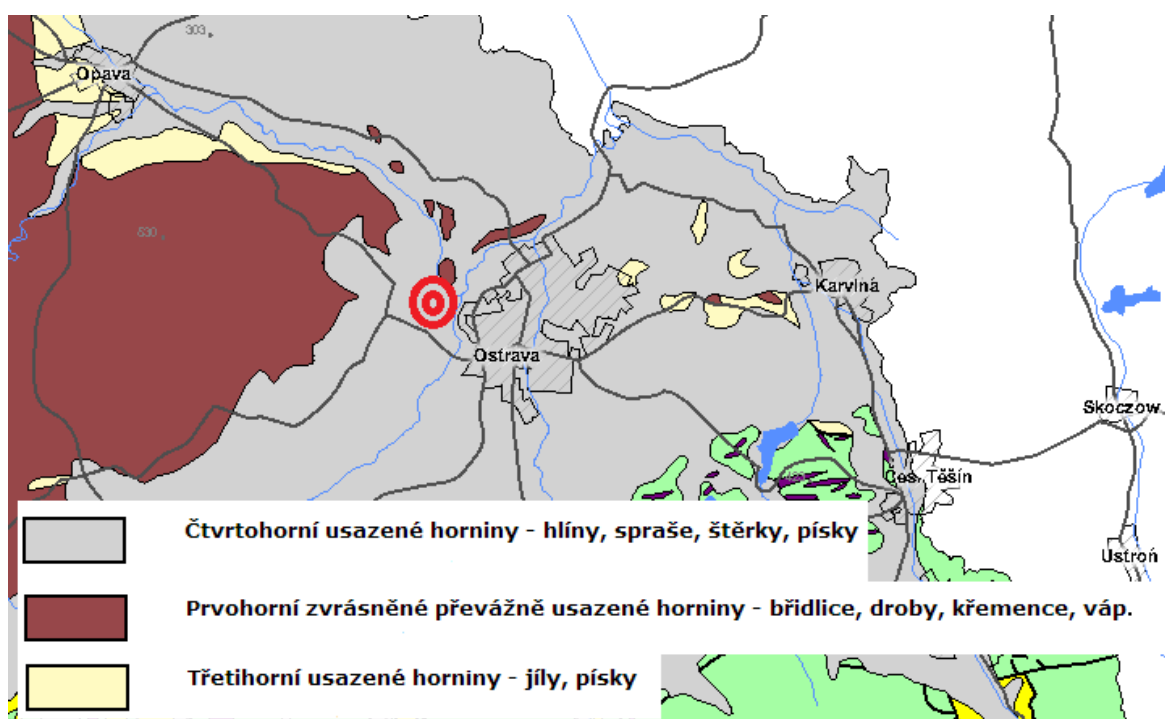 303
Opava
530
Karviná
Ostrava
Skoczow
Čes. Těšín
Ustroń
Čtvrtohorní usazené horniny - hlíny, spraše, štěrky, písky
Prvohorní zvrásněné převážně usazené horniny - břidlice, droby, křemence, váp.
Třetihorní usazené horniny - jíly, písky